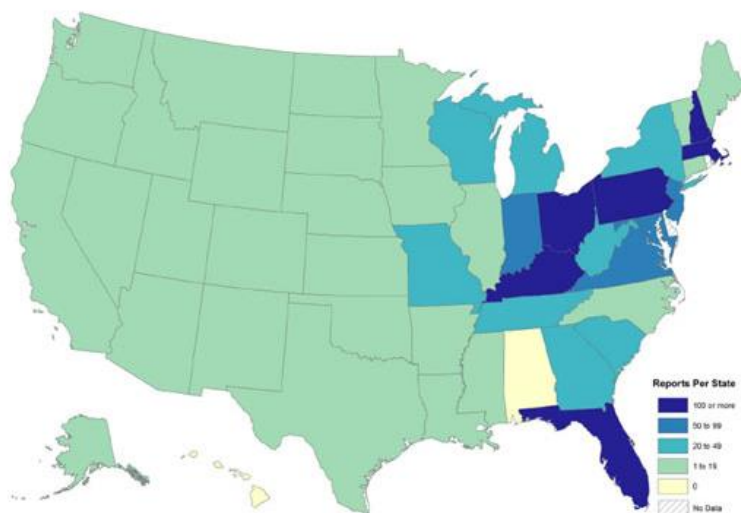 Reports Per State
100 or more
50 to 99
20 to 49
1 to 19
0
No Data